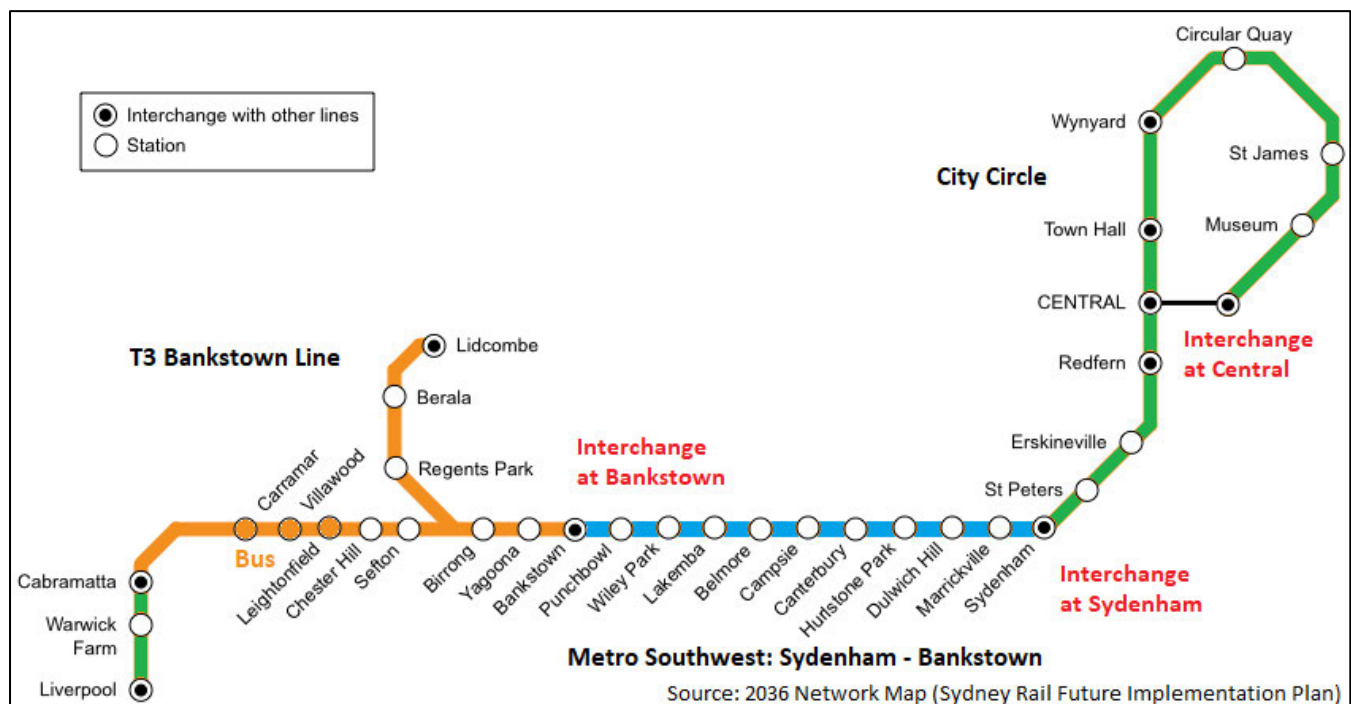 Circular Quay
Interchange with other lines
Station
Wynyard
St James
City Circle
Museum
Town Hall
CENTRAL
Interchange
at Central
T3 Bankstown Line
Lidcombe
Redfern
Berala
Erskineville
Interchange
at Bankstown
Regents Park
St Peters
Carramar
Villawood
Bus
Leightonfield
Chester Hill
Sefton
Birrong
Yagoona
Bankstown
Punchbowl
Wiley Park
Lakemba
Belmore
Campsie
Canterbury
Hurlstone Park
Dulwich Hill
Marrickville
Sydenham
Interchange
at Sydenham
Cabramatta
Warwick
Farm
Liverpool
Metro Southwest: Sydenham - Bankstown
Source: 2036 Network Map (Sydney Rail Future Implementation Plan)